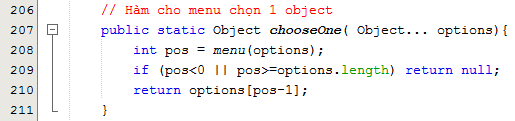 206 // Hàm cho menu chọn 1 object
207 public static Object chooseOne( Object... options){
208 int pos = menu(options);
209 if (pos<0 || pos>=options.length) return null;
210 return options[pos-1];
211 }